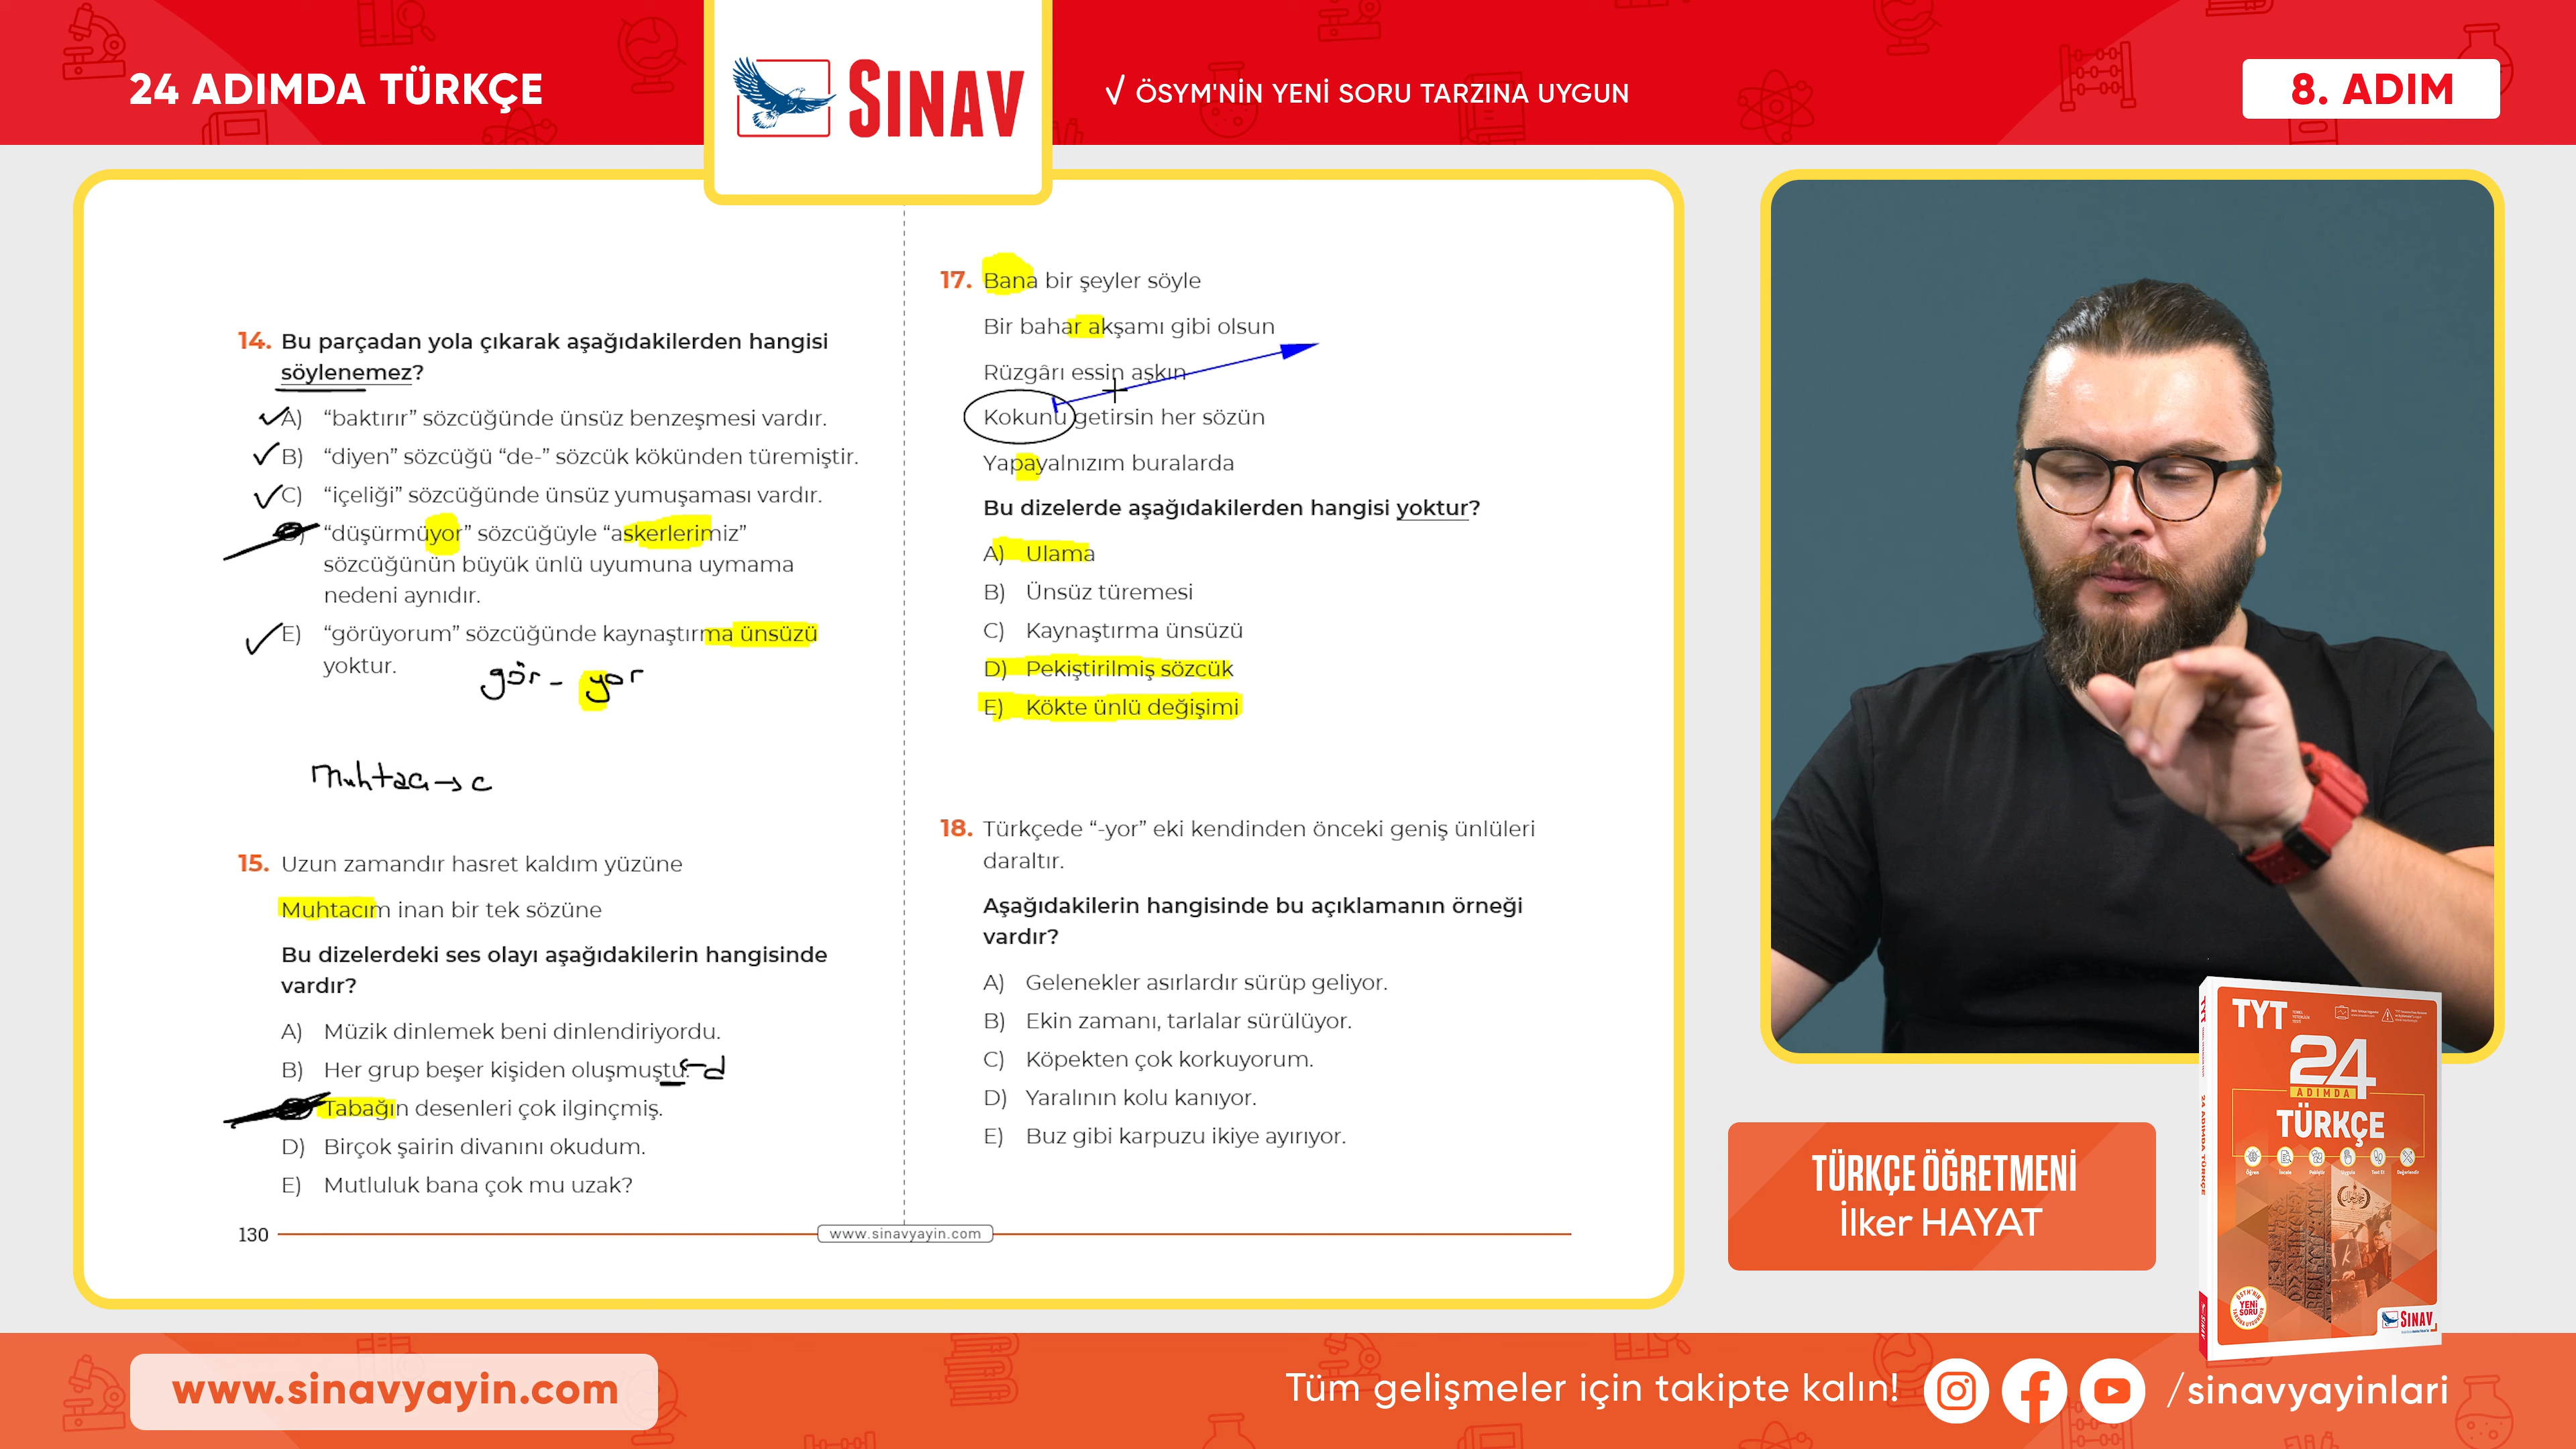 24 ADIMDA TÜRKÇE
SINAV
√ ÖSYM'NİN YENİ SORU TARZINA UYGUN
8. ADIM
14. Bu parçadan yola çıkarak aşağıdakilerden hangisi
söylenemez?
A) “baktırır” sözcüğünde ünsüz benzeşmesi vardır.
B) “diyen” sözcüğü “de-” sözcük kökünden türemiştir.
C) “içeliği” sözcüğünde ünsüz yumuşaması vardır.
“düşürmüyor” sözcüğüyle “askerlerimiz”
sözcüğünün büyük ünlü uyumuna uymama
nedeni aynıdır.
E) “görüyorum” sözcüğünde kaynaştırma ünsüzü
yoktur.
gör - yor
muhtaç→c
15. Uzun zamandır hasret kaldım yüzüne
Muhtacım inan bir tek sözüne
Bu dizelerdeki ses olayı aşağıdakilerin hangisinde
vardır?
A) Müzik dinlemek beni dinlendiriyordu.
B) Her grup beşer kişiden oluşmuştu. ←d
Tabağın desenleri çok ilginçmiş.
D) Birçok şairin divanını okudum.
E) Mutluluk bana çok mu uzak?
130
www.sinavyayin.com
17. Bana bir şeyler söyle
Bir bahar akşamı gibi olsun
Rüzgârı essin aşkın
Kokunu getirsin her sözün
Yapayalnızım buralarda
Bu dizelerde aşağıdakilerden hangisi yoktur?
A) Ulama
B) Ünsüz türemesi
C) Kaynaştırma ünsüzü
D) Pekiştirilmiş sözcük
E) Kökte ünlü değişimi
18. Türkçede “-yor” eki kendinden önceki geniş ünlüleri
daraltır.
Aşağıdakilerin hangisinde bu açıklamanın örneği
vardır?
A) Gelenekler asırlardır sürüp geliyor.
B) Ekin zamanı, tarlalar sürülüyor.
C) Köpekten çok korkuyorum.
D) Yaralının kolu kanıyor.
E) Buz gibi karpuzu ikiye ayırıyor.
TÜRKÇE ÖĞRETMENİ
İlker HAYAT
TYT
24
ADIMDA
TÜRKÇE
YENİ
SORU
SINAV
24 ADIMDA TÜRKÇE
www.sinavyayin.com
Tüm gelişmeler için takipte kalın!
/sinavyayinlari